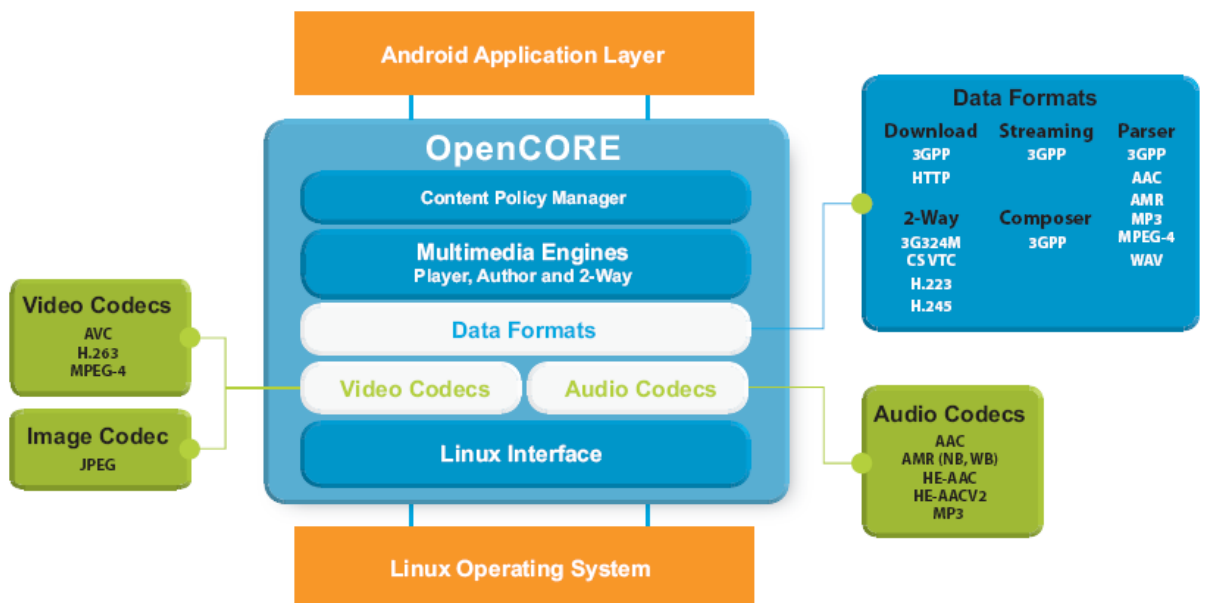 Android Application Layer
OpenCORE
Content Policy Manager
Multimedia Engines
Player, Author and 2-Way
Data Formats
Video Codecs
Audio Codecs
Linux Interface
Linux Operating System
Video Codecs
AVC
H.263
MPEG-4
Image Codec
JPEG
Data Formats
Download
3GPP
HTTP
Streaming
3GPP
Parser
3GPP
AAC
AMR
MP3
MPEG-4
WAV
2-Way
3G324M
CS VTC
H.223
H.245
Composer
3GPP
Audio Codecs
AAC
AMR (NB, WB)
HE-AAC
HE-AACV2
MP3